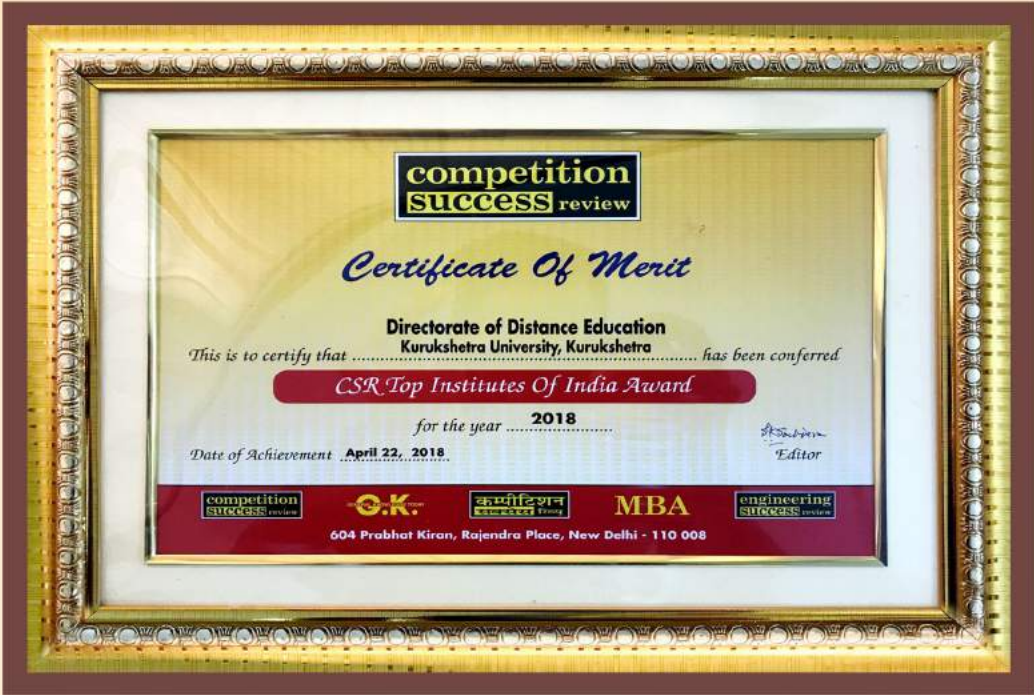 competition
success review
Certificate Of Merit
Directorate of Distance Education
Kurukshetra University, Kurukshetra
This is to certify that ........ has been conferred
CSR Top Institutes Of India Award
for the year 2018
Date of Achievement April 22, 2018
Editor
competition
success review
G.K.
कम्पीटिशन
सक्सेस रिव्यू
MBA
engineering
success review
604 Prabhat Kiran, Rajendra Place, New Delhi - 110 008